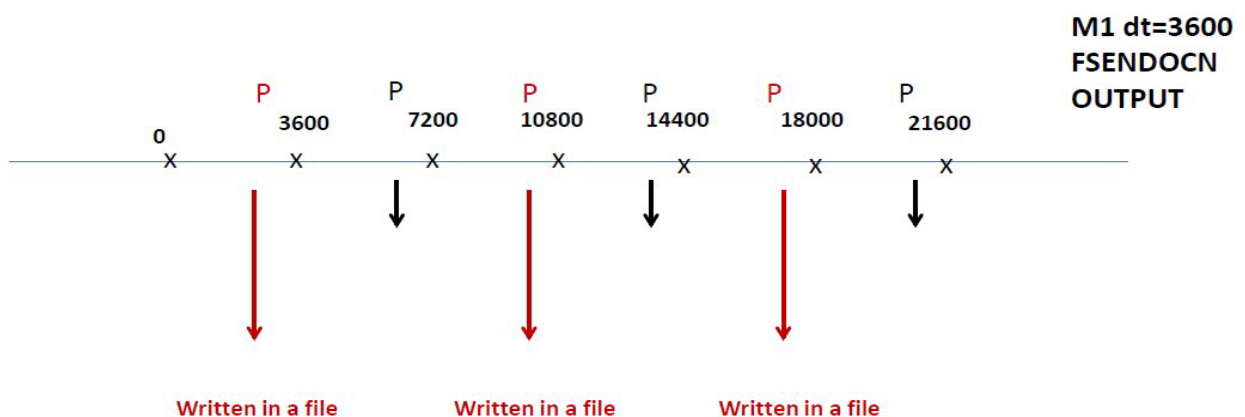 M1 dt=3600
FSENDOCN
OUTPUT
P P P P P P
0 3600 7200 10800 14400 18000 21600
x x x x x x x
Written in a file Written in a file Written in a file